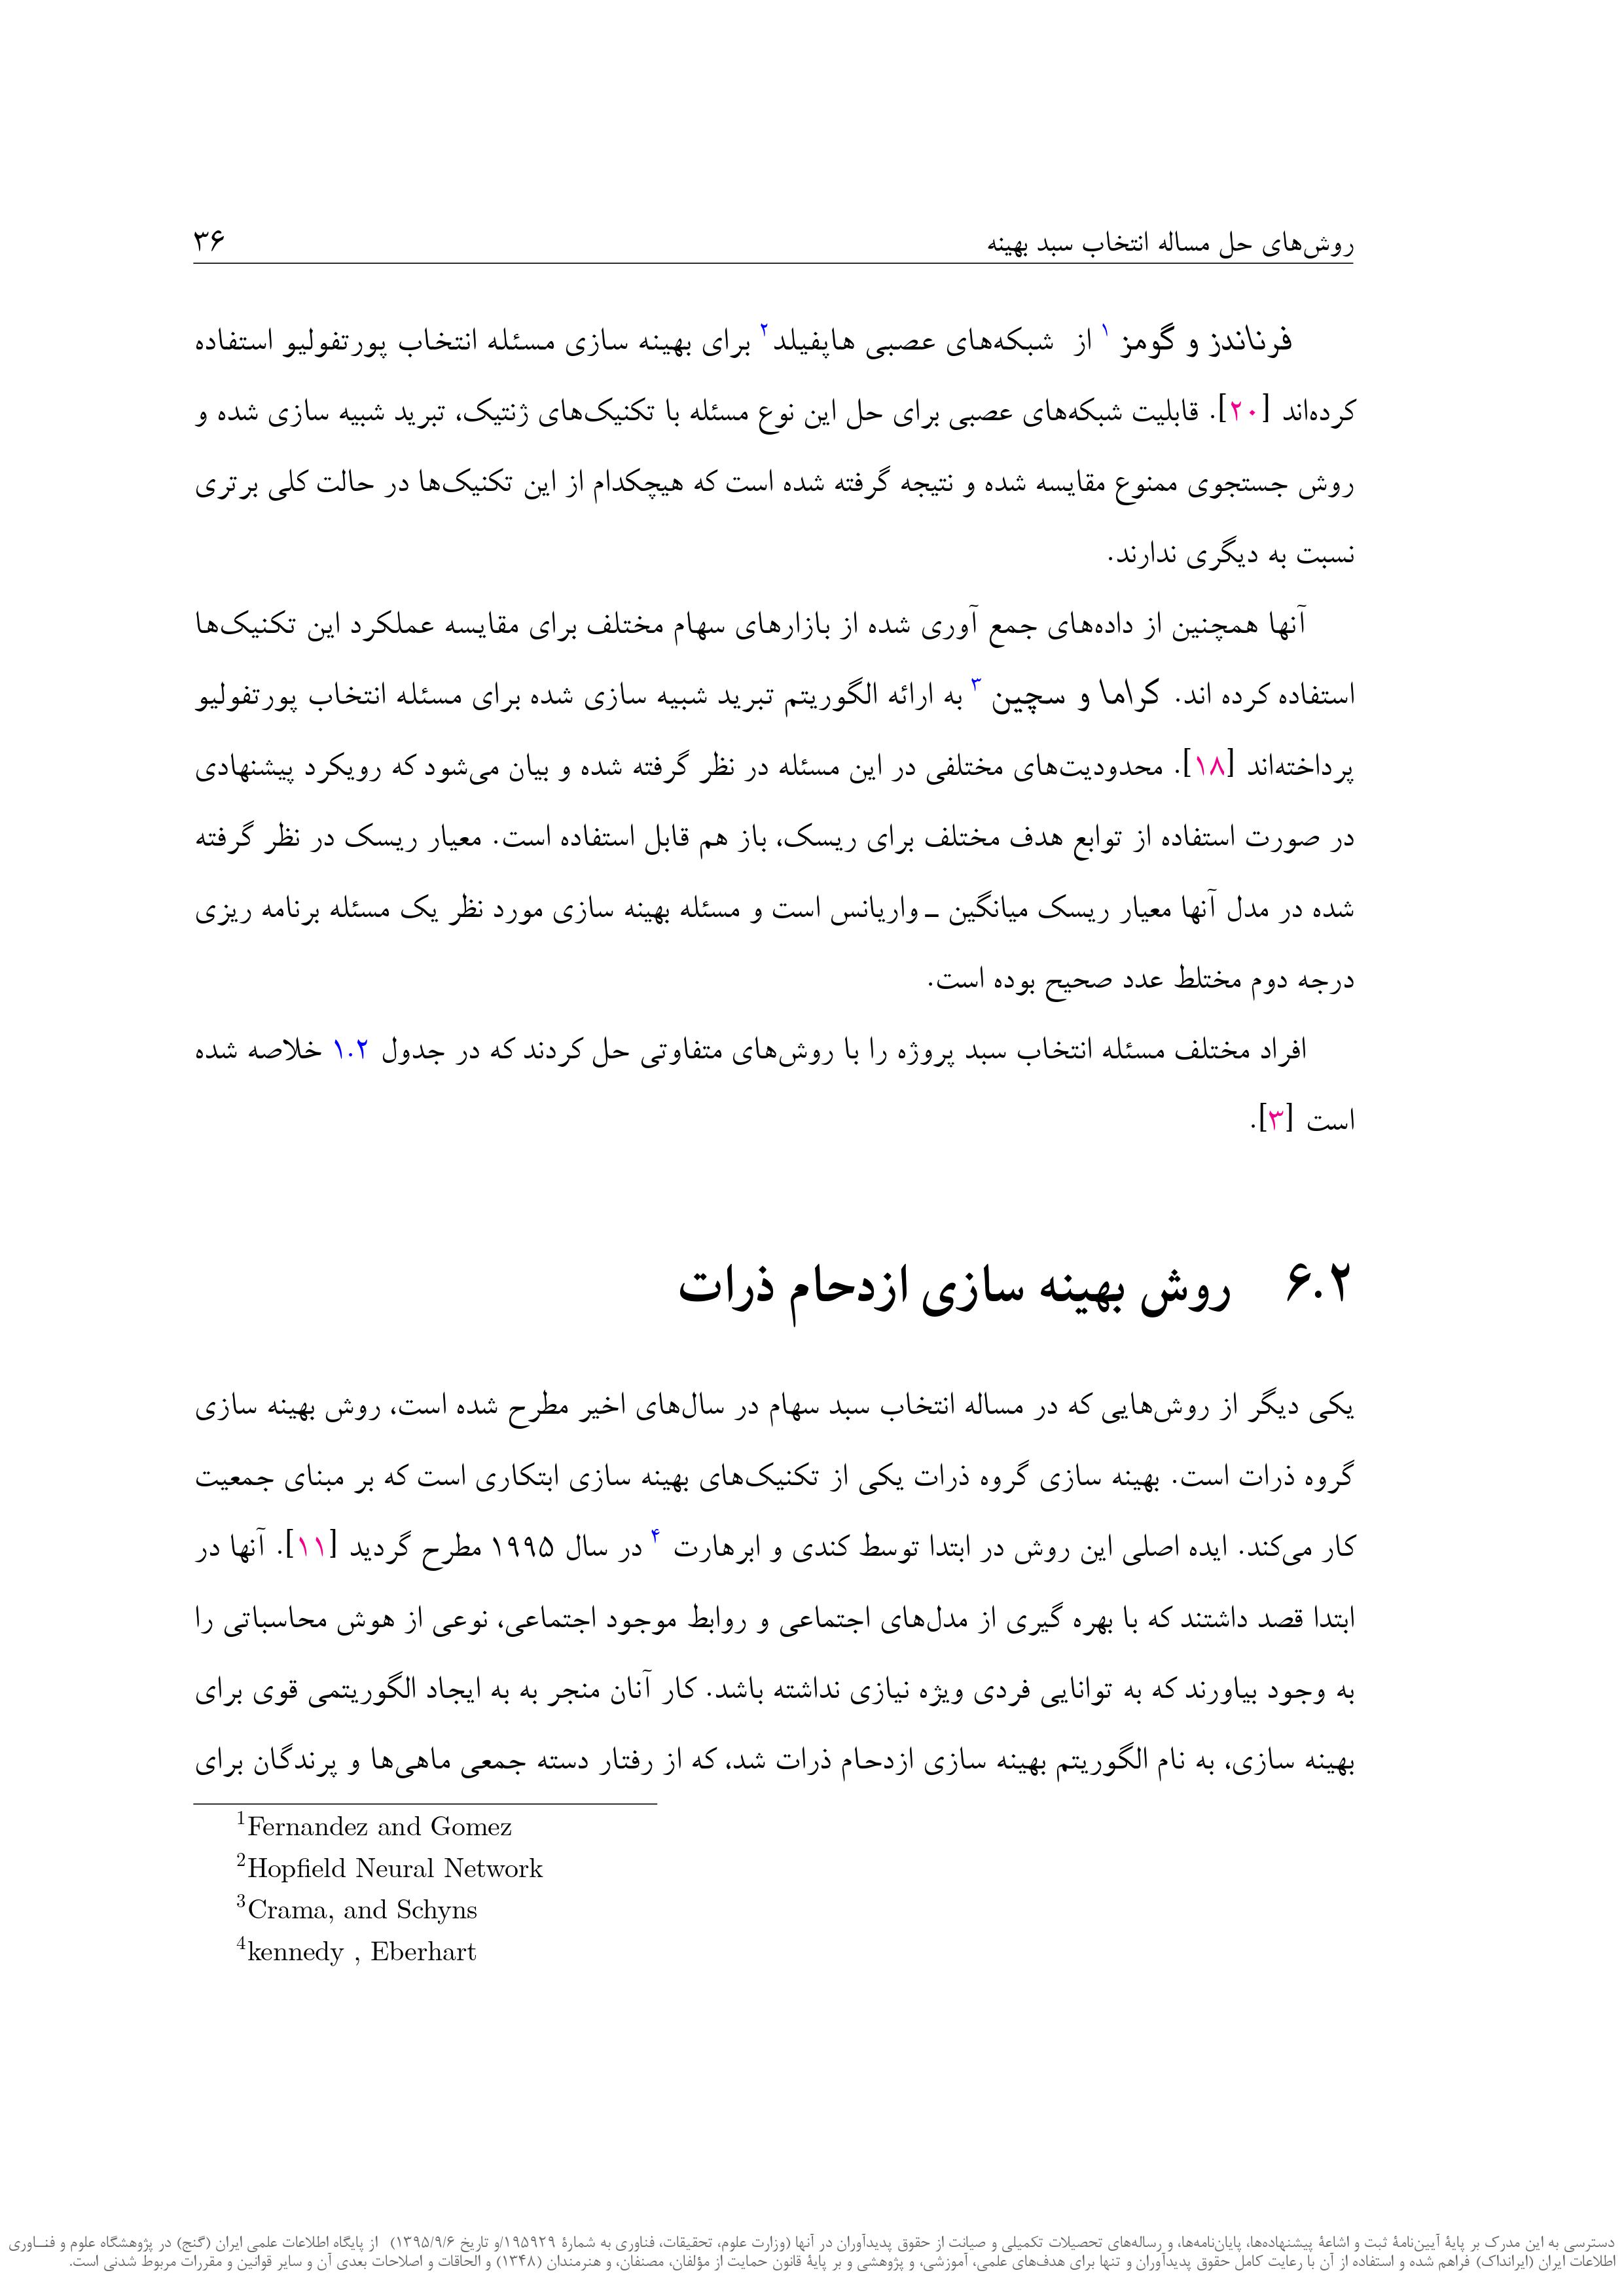 روش‌های حل مساله انتخاب سبد بهینه ۳۶
فرناندز و گومز ۱ از شبکه‌های عصبی هاپفیلد ۲ برای بهینه سازی مسئله انتخاب پورتفولیو استفاده
کرده‌اند [۲۰]. قابلیت شبکه‌های عصبی برای حل این نوع مسئله با تکنیک‌های ژنتیک، تبرید شبیه سازی شده و
روش جستجوی ممنوع مقایسه شده و نتیجه گرفته شده است که هیچکدام از این تکنیک‌ها در حالت کلی برتری
نسبت به دیگری ندارند.
آنها همچنین از داده‌های جمع آوری شده از بازارهای سهام مختلف برای مقایسه عملکرد این تکنیک‌ها
استفاده کرده اند. کراما و سچین ۳ به ارائه الگوریتم تبرید شبیه سازی شده برای مسئله انتخاب پورتفولیو
پرداخته‌اند [۱۸]. محدودیت‌های مختلفی در این مسئله در نظر گرفته شده و بیان می‌شود که رویکرد پیشنهادی
در صورت استفاده از توابع هدف مختلف برای ریسک، باز هم قابل استفاده است. معیار ریسک در نظر گرفته
شده در مدل آنها معیار ریسک میانگین ـ واریانس است و مسئله بهینه سازی مورد نظر یک مسئله برنامه ریزی
درجه دوم مختلط عدد صحیح بوده است.
افراد مختلف مسئله انتخاب سبد پروژه را با روش‌های متفاوتی حل کردند که در جدول ۱.۲ خلاصه شده
است [۳].
۶.۲ روش بهینه سازی ازدحام ذرات
یکی دیگر از روش‌هایی که در مساله انتخاب سبد سهام در سال‌های اخیر مطرح شده است، روش بهینه سازی
گروه ذرات است. بهینه سازی گروه ذرات یکی از تکنیک‌های بهینه سازی ابتکاری است که بر مبنای جمعیت
کار می‌کند. ایده اصلی این روش در ابتدا توسط کندی و ابرهارت ۴ در سال ۱۹۹۵ مطرح گردید [۱۱]. آنها در
ابتدا قصد داشتند که با بهره گیری از مدل‌های اجتماعی و روابط موجود اجتماعی، نوعی از هوش محاسباتی را
به وجود بیاورند که به توانایی فردی ویژه نیازی نداشته باشد. کار آنان منجر به به ایجاد الگوریتمی قوی برای
بهینه سازی، به نام الگوریتم بهینه سازی ازدحام ذرات شد، که از رفتار دسته جمعی ماهی‌ها و پرندگان برای
1Fernandez and Gomez
2Hopfield Neural Network
3Crama, and Schyns
4kennedy , Eberhart
دسترسی به این مدرک بر پایهٔ آیین‌نامهٔ ثبت و اشاعهٔ پیشنهاده‌ها، پایان‌نامه‌ها، و رساله‌های تحصیلات تکمیلی و صیانت از حقوق پدیدآوران در آنها (وزارت علوم، تحقیقات، فناوری به شمارهٔ ۱۹۵۹۲۹/و تاریخ ۱۳۹۵/۹/۶) از پایگاه اطلاعات علمی ایران (گنج) در پژوهشگاه علوم و فنـاوری
اطلاعات ایران (ایرانداک) فراهم شده و استفاده از آن با رعایت کامل حقوق پدیدآوران و تنها برای هدف‌های علمی، آموزشی، و پژوهشی و بر پایهٔ قانون حمایت از مؤلفان، مصنفان، و هنرمندان (۱۳۴۸) و الحاقات و اصلاحات بعدی آن و سایر قوانین و مقررات مربوط شدنی است.